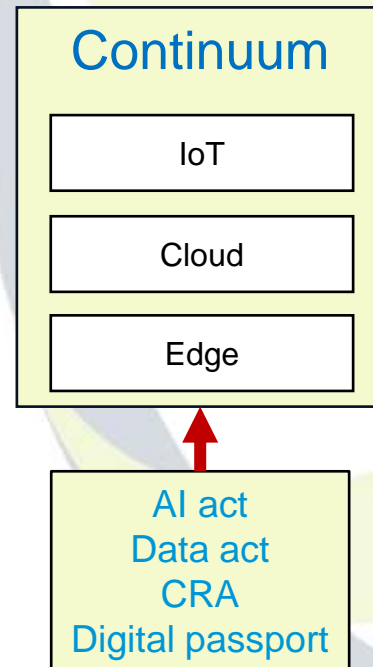 Continuum
IoT
Cloud
Edge
AI act
Data act
CRA
Digital passport